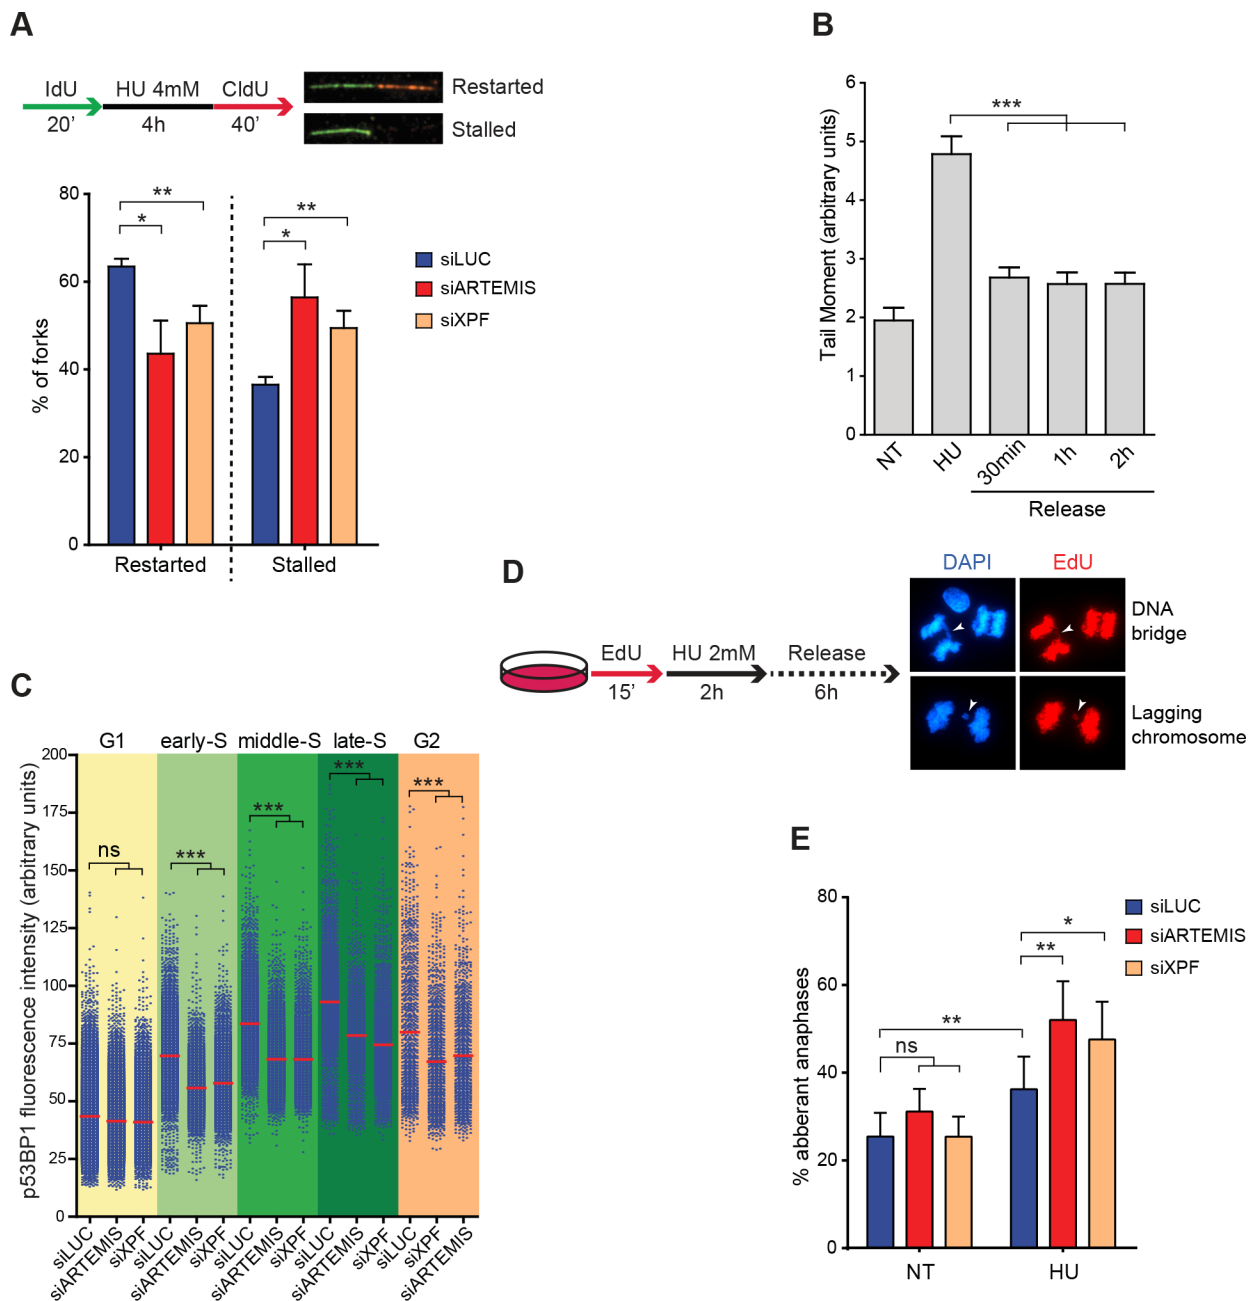 A
IdU
HU 4mM
CldU
20'
4h
40'
Restarted
Stalled
% of forks
80
60
40
20
0
**
*
**
*
Restarted
Stalled
siLUC
siARTEMIS
siXPF
B
Tail Moment (arbitrary units)
6
5
4
3
2
1
0
***
NT
HU
30min
1h
2h
Release
C
p53BP1 fluorescence intensity (arbitrary units)
G1
early-S
middle-S
late-S
G2
200
175
150
125
100
75
50
25
0
ns
***
***
***
***
siLUC
siARTEMIS
siXPF
siLUC
siARTEMIS
siXPF
siLUC
siARTEMIS
siXPF
siLUC
siARTEMIS
siXPF
siLUC
siXPF
siARTEMIS
D
EdU
HU 2mM
Release
15'
2h
6h
DAPI
EdU
DNA
bridge
Lagging
chromosome
E
% abberant anaphases
80
60
40
20
0
ns
**
**
*
NT
HU
siLUC
siARTEMIS
siXPF